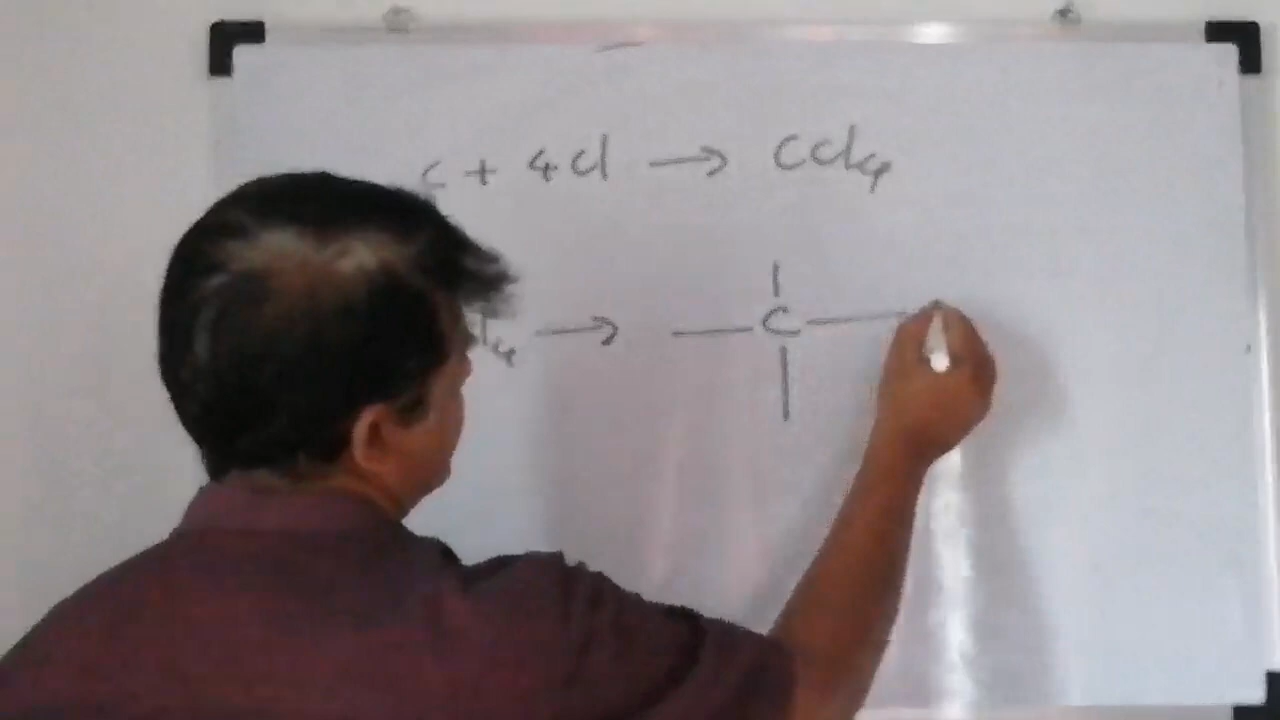 C + 4Cl → CCl₄
l₄ → — C —